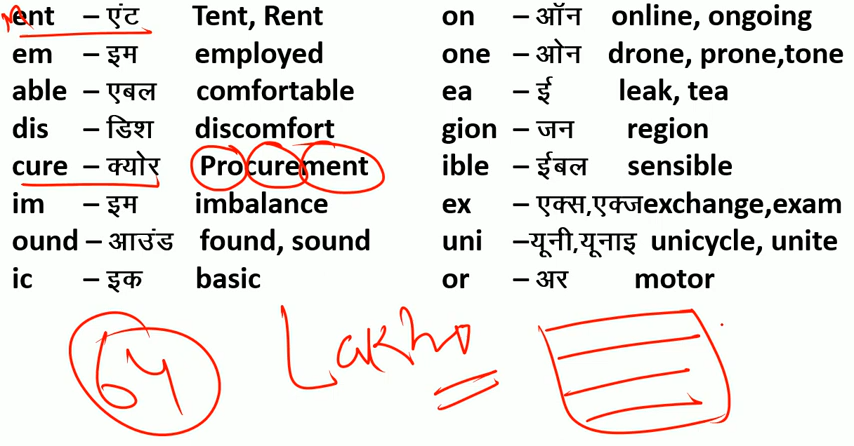 ent – एंट Tent, Rent on – ऑन online, ongoing
em – इम employed one – ओन drone, prone,tone
able – एबल comfortable ea – ई leak, tea
dis – डिश discomfort gion – जन region
cure – क्योर Procurement ible – ईबल sensible
im – इम imbalance ex – एक्स,एक्जexchange,exam
ound – आउंड found, sound uni –यूनी,यूनाइ unicycle, unite
ic – इक basic or – अर motor
64 Lakho